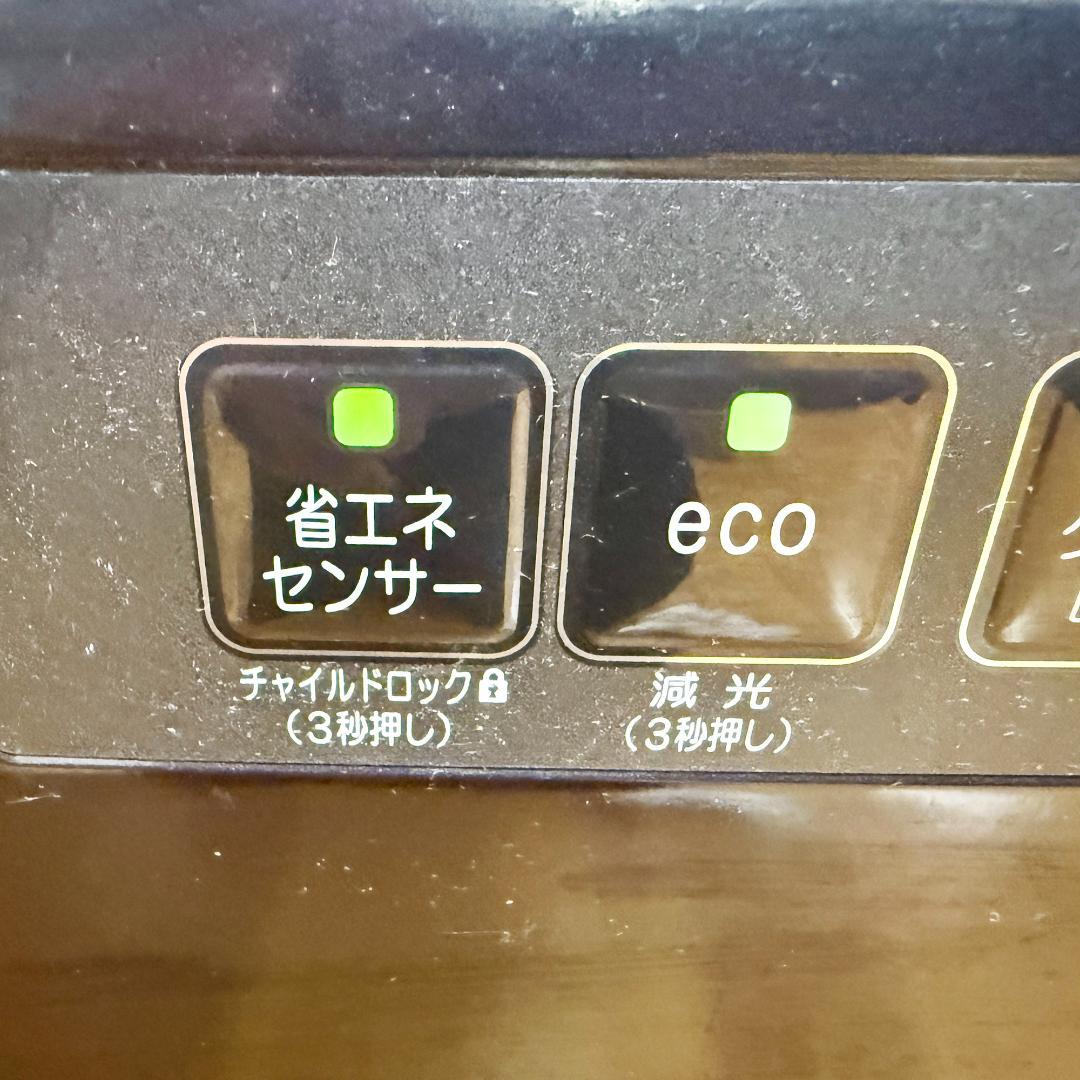 省エネ
センサー
eco
チャイルドロック
(3秒押し)
減光
(3秒押し)